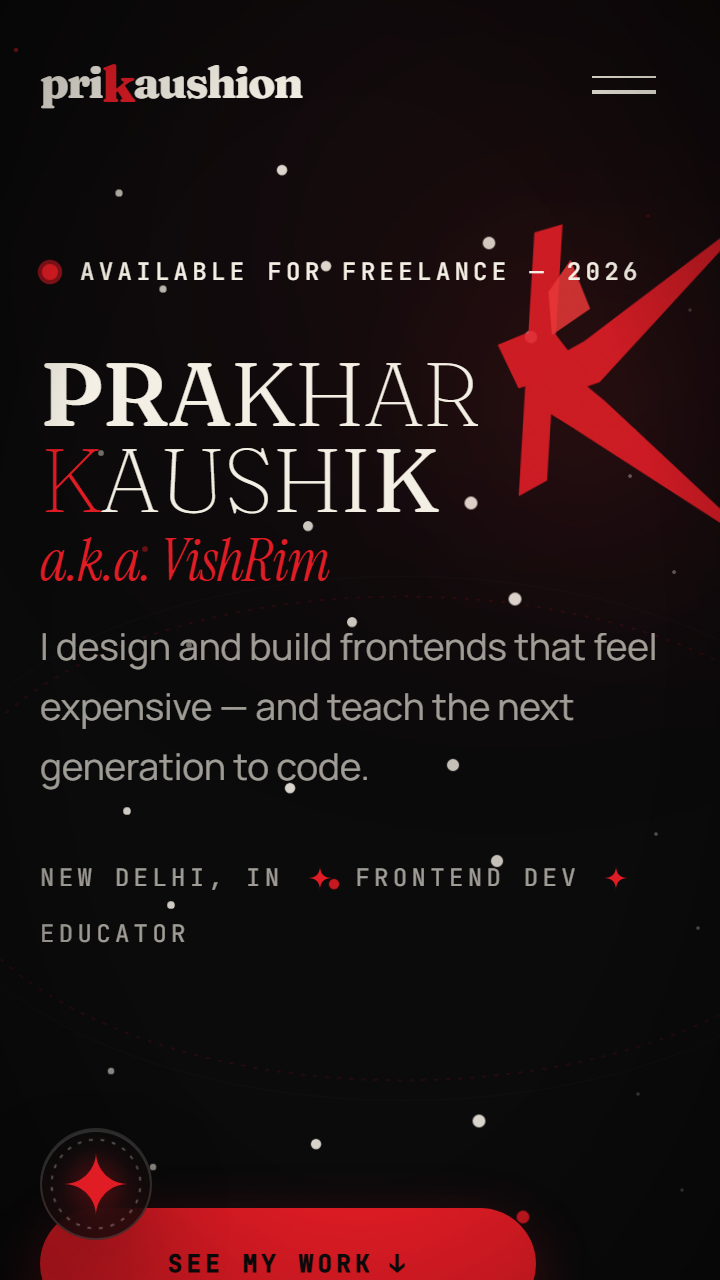 prikaushion
AVAILABLE FOR FREELANCE — 2026
PRAKHAR
KAUSHIK
a.k.a. VishRim
I design and build frontends that feel
expensive — and teach the next
generation to code.
NEW DELHI, IN ✦ FRONTEND DEV ✦
EDUCATOR
SEE MY WORK ↓